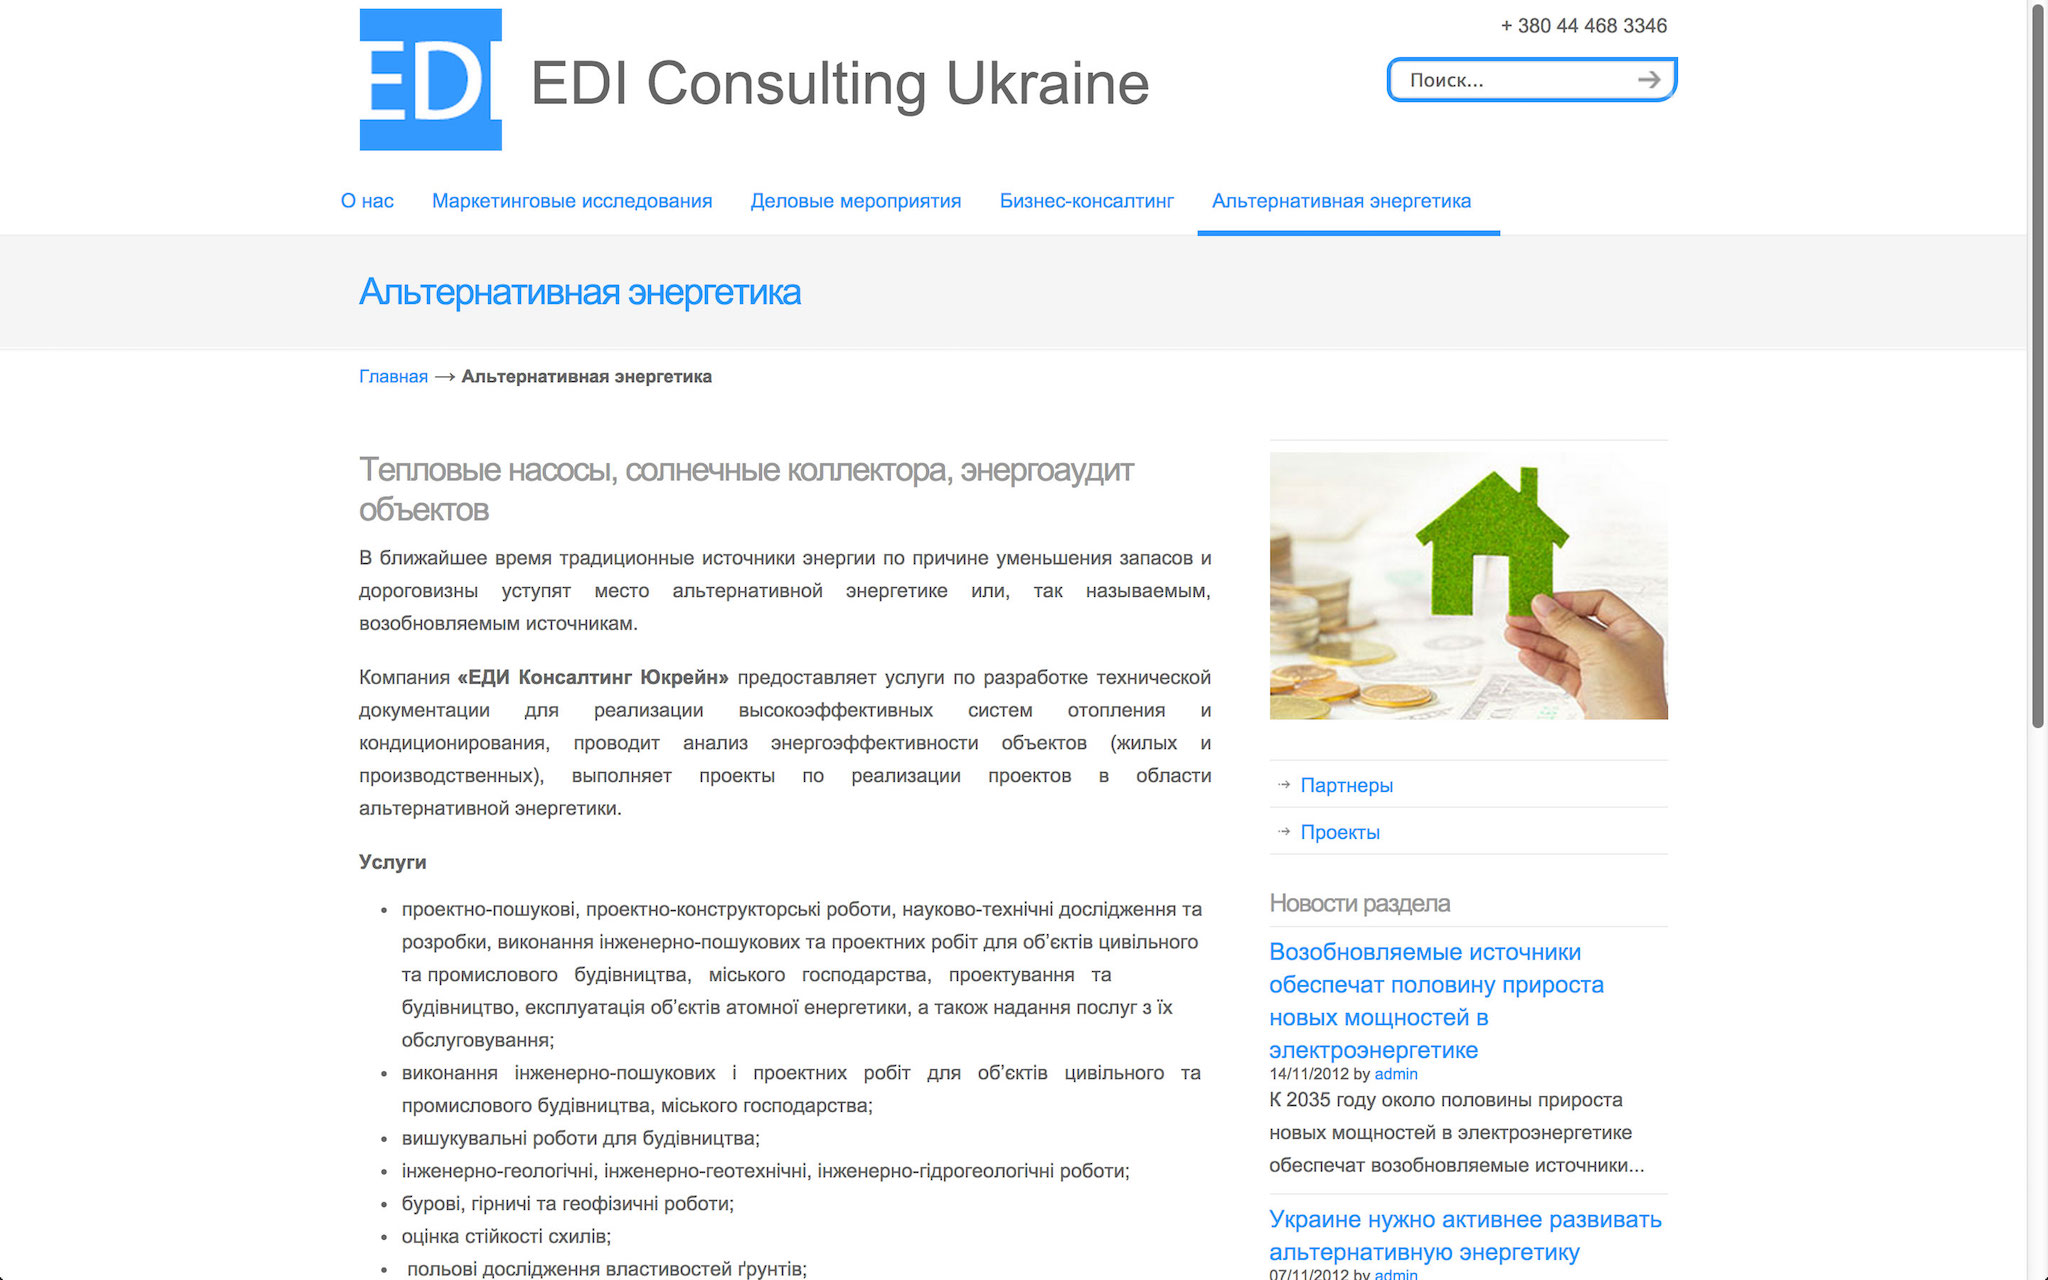 EDI
EDI Consulting Ukraine
+ 380 44 468 3346
Поиск...
О нас
Маркетинговые исследования
Деловые мероприятия
Бизнес-консалтинг
Альтернативная энергетика
Альтернативная энергетика
Главная → Альтернативная энергетика
Тепловые насосы, солнечные коллектора, энергоаудит
объектов
В ближайшее время традиционные источники энергии по причине уменьшения запасов и
дороговизны уступят место альтернативной энергетике или, так называемым,
возобновляемым источникам.
Компания «ЕДИ Консалтинг Юкрейн» предоставляет услуги по разработке технической
документации для реализации высокоэффективных систем отопления и
кондиционирования, проводит анализ энергоэффективности объектов (жилых и
производственных), выполняет проекты по реализации проектов в области
альтернативной энергетики.
Услуги
• проектно-пошукові, проектно-конструкторські роботи, науково-технічні дослідження та
розробки, виконання інженерно-пошукових та проектних робіт для об’єктів цивільного
та промислового будівництва, міського господарства, проектування та
будівництво, експлуатація об’єктів атомної енергетики, а також надання послуг з їх
обслуговування;
• виконання інженерно-пошукових і проектних робіт для об’єктів цивільного та
промислового будівництва, міського господарства;
• вишукувальні роботи для будівництва;
• інженерно-геологічні, інженерно-геотехнічні, інженерно-гідрогеологічні роботи;
• бурові, гірничі та геофізичні роботи;
• оцінка стійкості схилів;
• польові дослідження властивостей ґрунтів;
Партнеры
Проекты
Новости раздела
Возобновляемые источники
обеспечат половину прироста
новых мощностей в
электроэнергетике
14/11/2012 by admin
К 2035 году около половины прироста
новых мощностей в электроэнергетике
обеспечат возобновляемые источники...
Украине нужно активнее развивать
альтернативную энергетику
07/11/2012 by admin